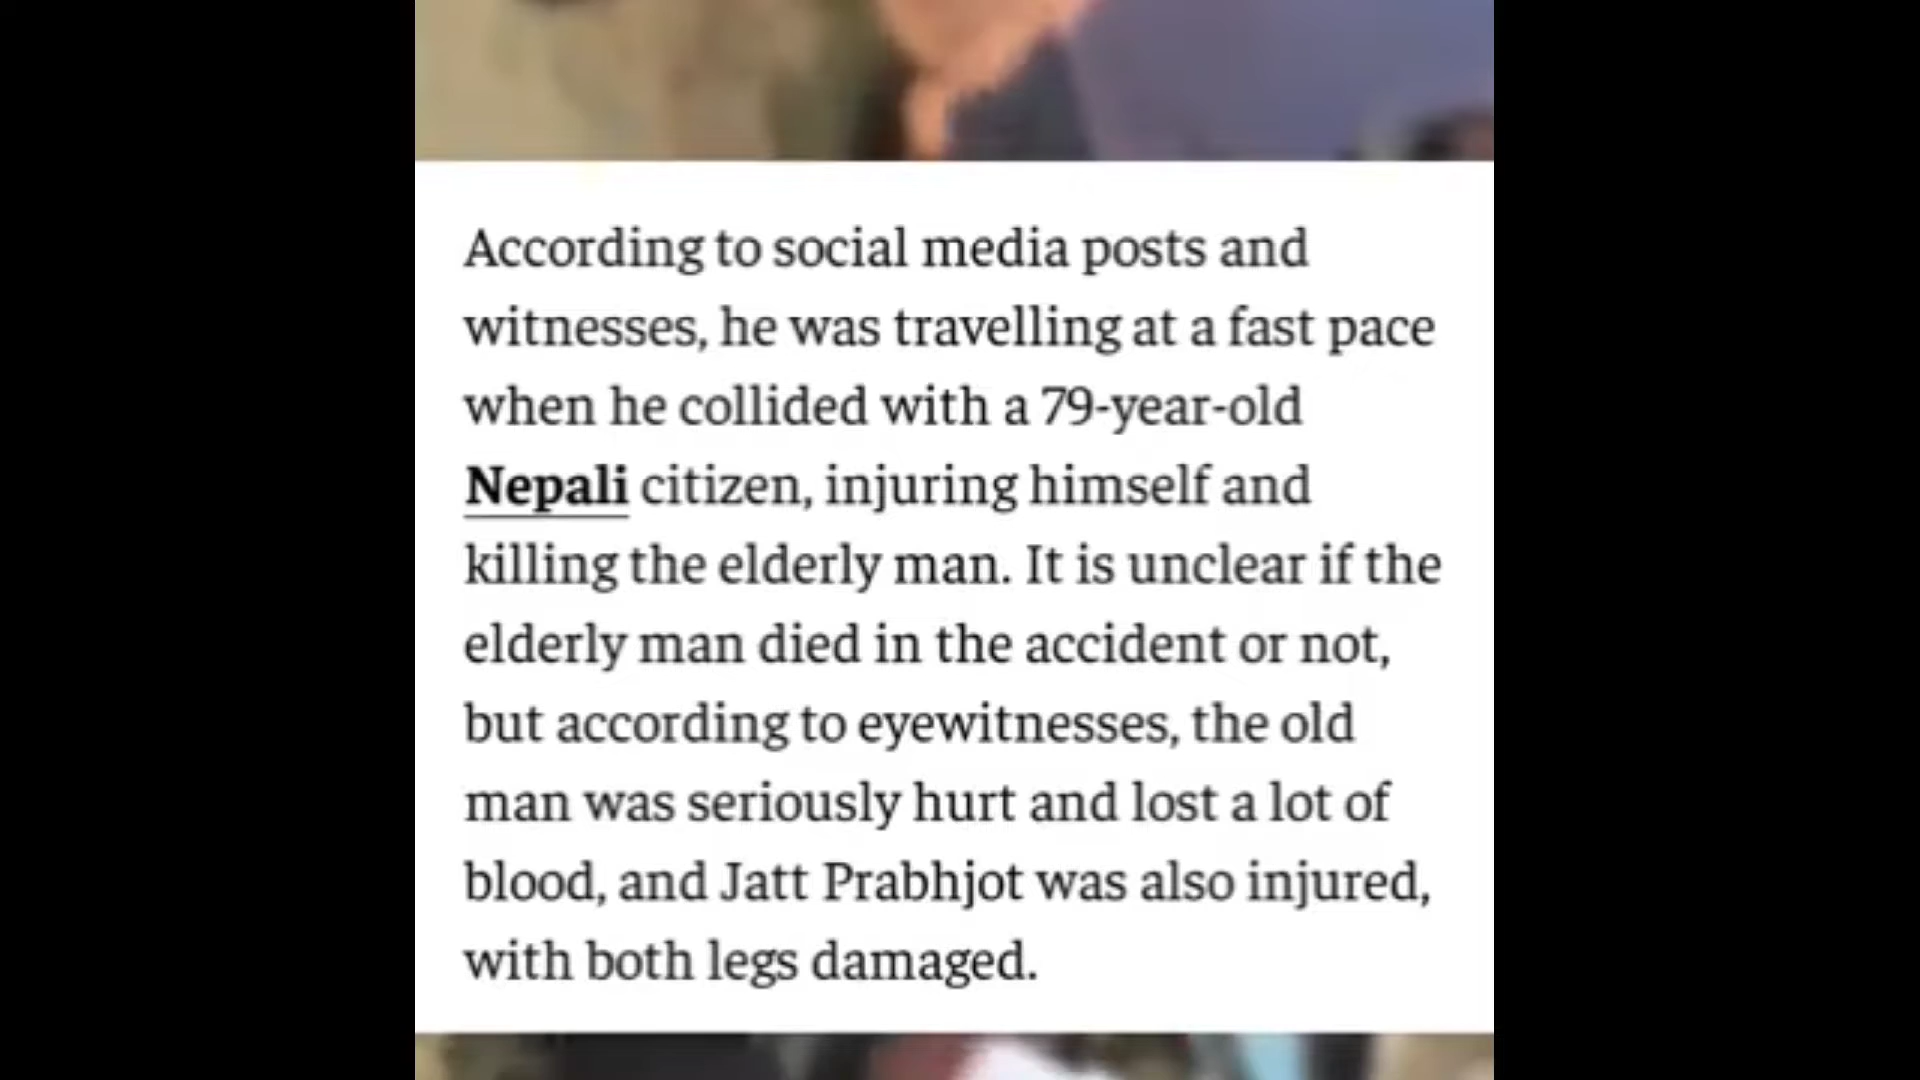 According to social media posts and
witnesses, he was travelling at a fast pace
when he collided with a 79-year-old
Nepali citizen, injuring himself and
killing the elderly man. It is unclear if the
elderly man died in the accident or not,
but according to eyewitnesses, the old
man was seriously hurt and lost a lot of
blood, and Jatt Prabhjot was also injured,
with both legs damaged.